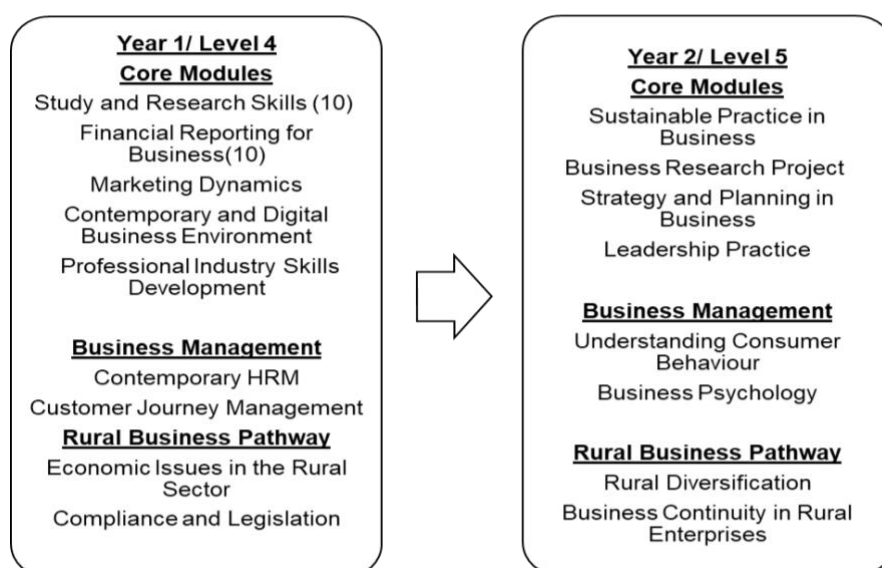 Year 1/ Level 4
Core Modules
Study and Research Skills (10)
Financial Reporting for
Business(10)
Marketing Dynamics
Contemporary and Digital
Business Environment
Professional Industry Skills
Development
Business Management
Contemporary HRM
Customer Journey Management
Rural Business Pathway
Economic Issues in the Rural
Sector
Compliance and Legislation
Year 2/ Level 5
Core Modules
Sustainable Practice in
Business
Business Research Project
Strategy and Planning in
Business
Leadership Practice
Business Management
Understanding Consumer
Behaviour
Business Psychology
Rural Business Pathway
Rural Diversification
Business Continuity in Rural
Enterprises